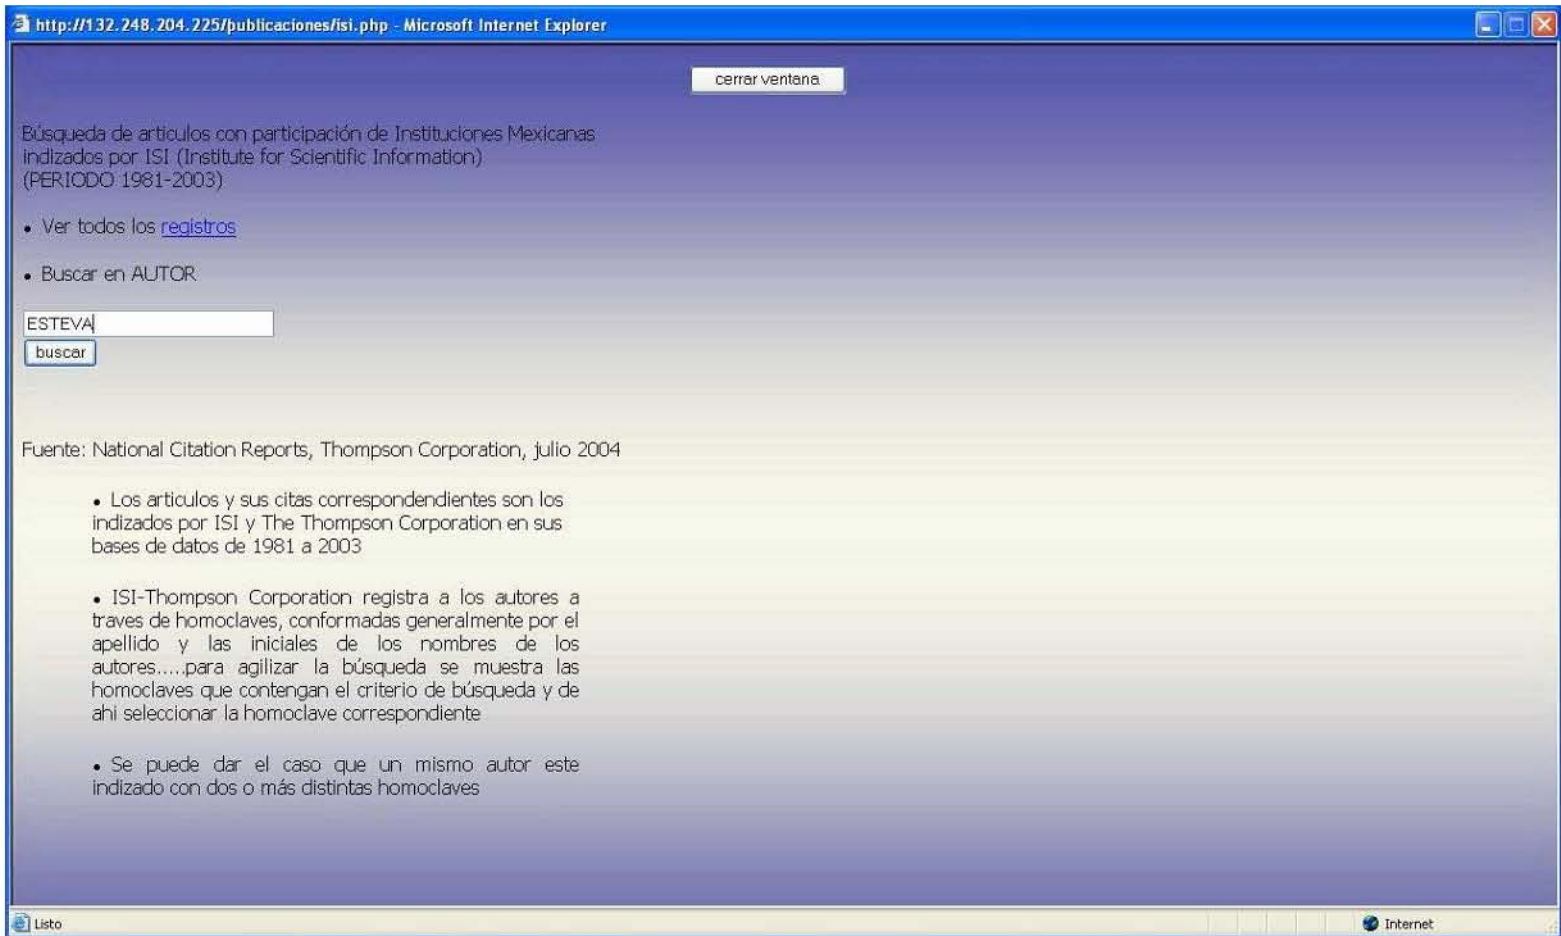 http://132.248.204.225/publicaciones/isi.php - Microsoft Internet Explorer
cerrar ventana
Búsqueda de articulos con participación de Instituciones Mexicanas
indizados por ISI (Institute for Scientific Information)
(PERIODO 1981-2003)
• Ver todos los registros
• Buscar en AUTOR
ESTEVA
buscar
Fuente: National Citation Reports, Thompson Corporation, julio 2004
• Los articulos y sus citas correspondendientes son los
indizados por ISI y The Thompson Corporation en sus
bases de datos de 1981 a 2003
• ISI-Thompson Corporation registra a los autores a
traves de homoclaves, conformadas generalmente por el
apellido y las iniciales de los nombres de los
autores.....para agilizar la búsqueda se muestra las
homoclaves que contengan el criterio de búsqueda y de
ahi seleccionar la homoclave correspondiente
• Se puede dar el caso que un mismo autor este
indizado con dos o más distintas homoclaves
Listo
Internet